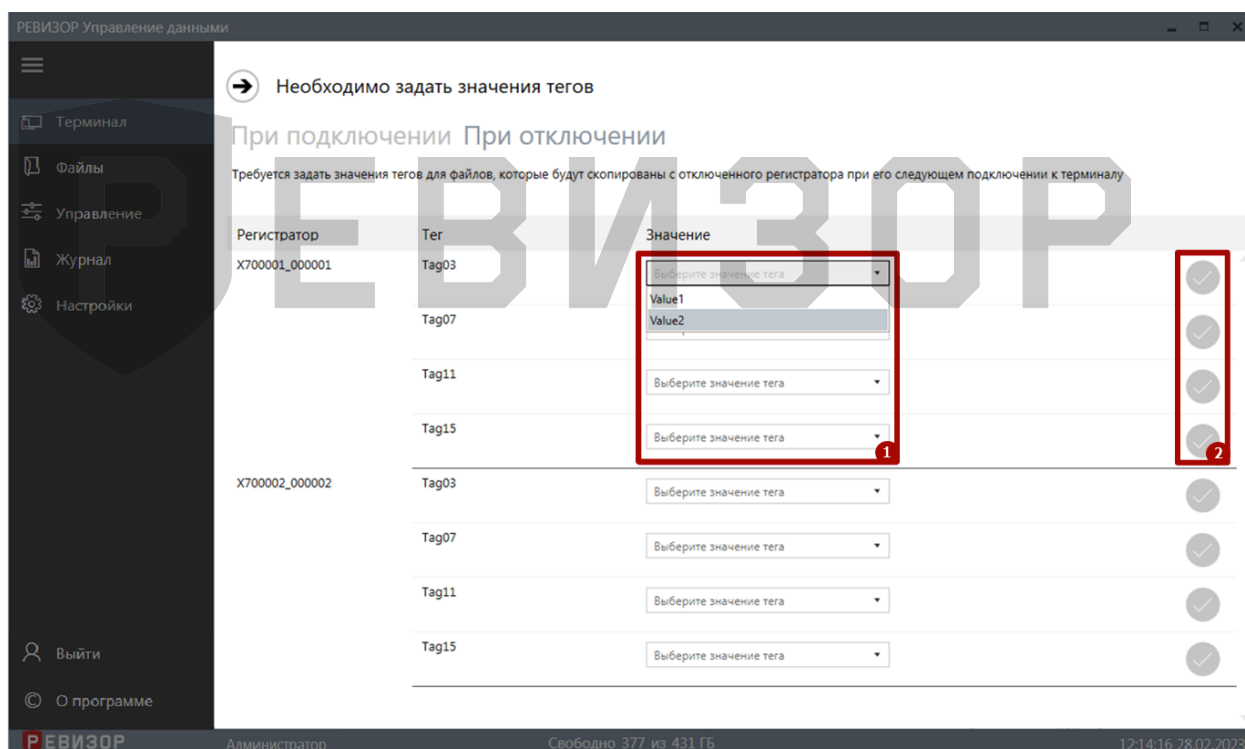 РЕВИЗОР Управление данными
Необходимо задать значения тегов
Терминал
При подключении При отключении
Файлы
Требуется задать значения тегов для файлов, которые будут скопированы с отключенного регистратора при его следующем подключении к терминалу
РЕВИЗОР
Управление
Регистратор Тег Значение
Журнал
X700001_000001 Tag03 Выберите значение тега
Настройки
Value1
Value2
Tag07
Tag11 Выберите значение тега
Tag15 Выберите значение тега
1 2
X700002_000002 Tag03 Выберите значение тега
Tag07 Выберите значение тега
Tag11 Выберите значение тега
Tag15 Выберите значение тега
Выйти
© О программе
РЕВИЗОР Администратор Свободно 377 из 431 ГБ 12:14:16 28.02.2023